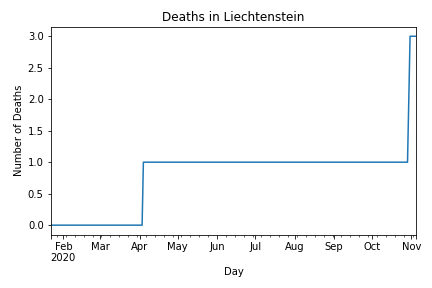 Deaths in Liechtenstein
3.0
2.5
2.0
1.5
1.0
0.5
0.0
Number of Deaths
Feb Mar Apr May Jun Jul Aug Sep Oct Nov
2020
Day